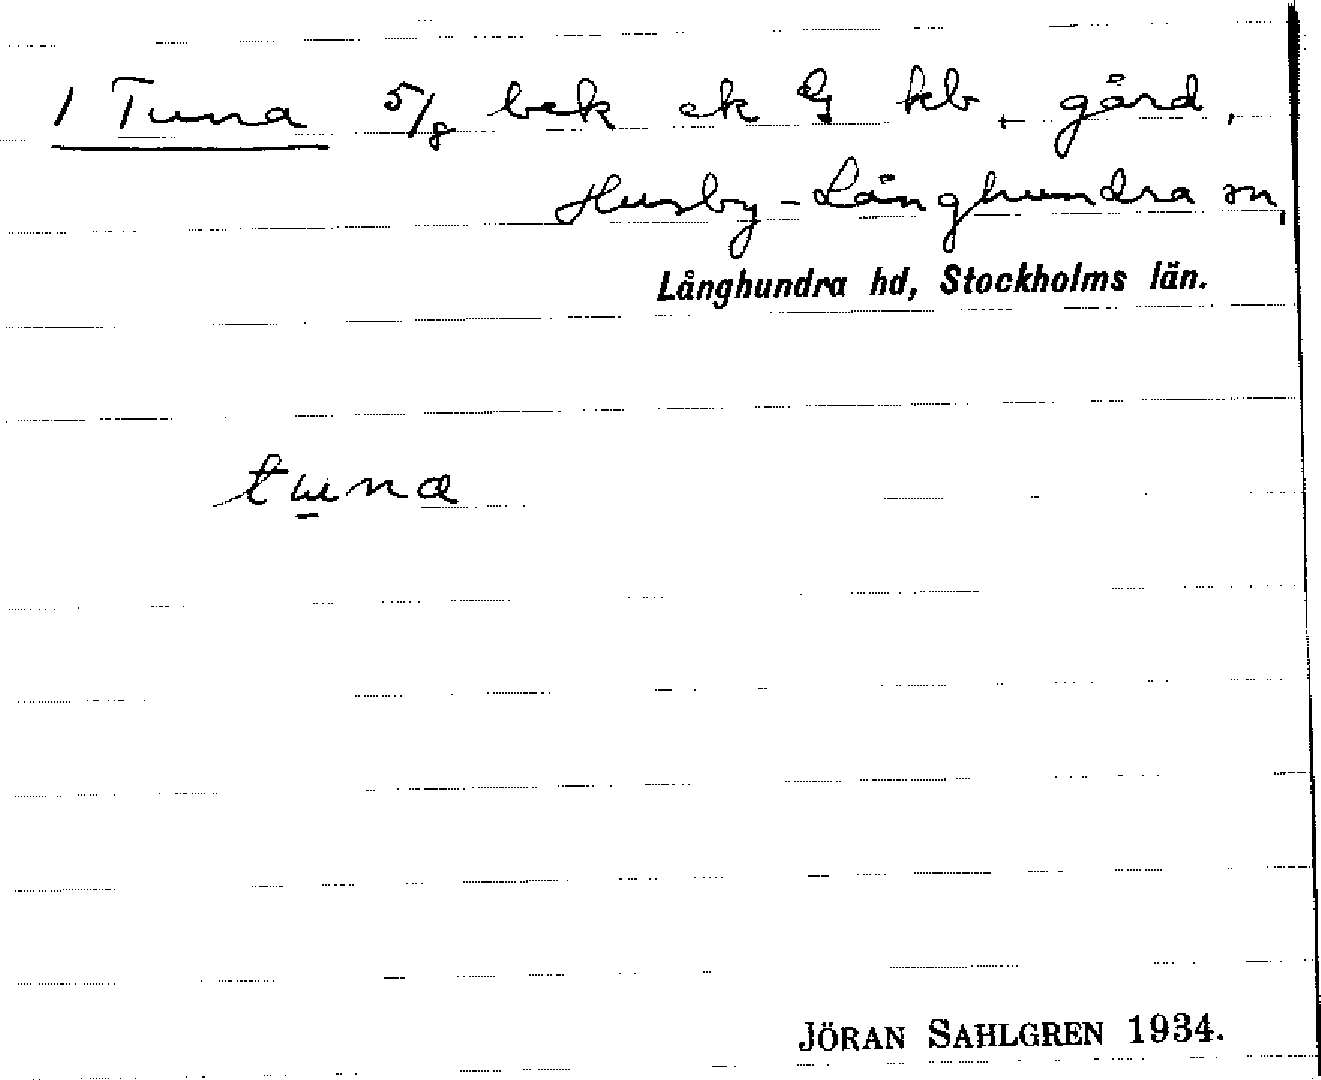 1 Tuna 5/8 bek ek G kb, gård,
Husby-Långhundra sn,
Långhundra hd, Stockholms län.
tuna
JÖRAN SAHLGREN 1934.